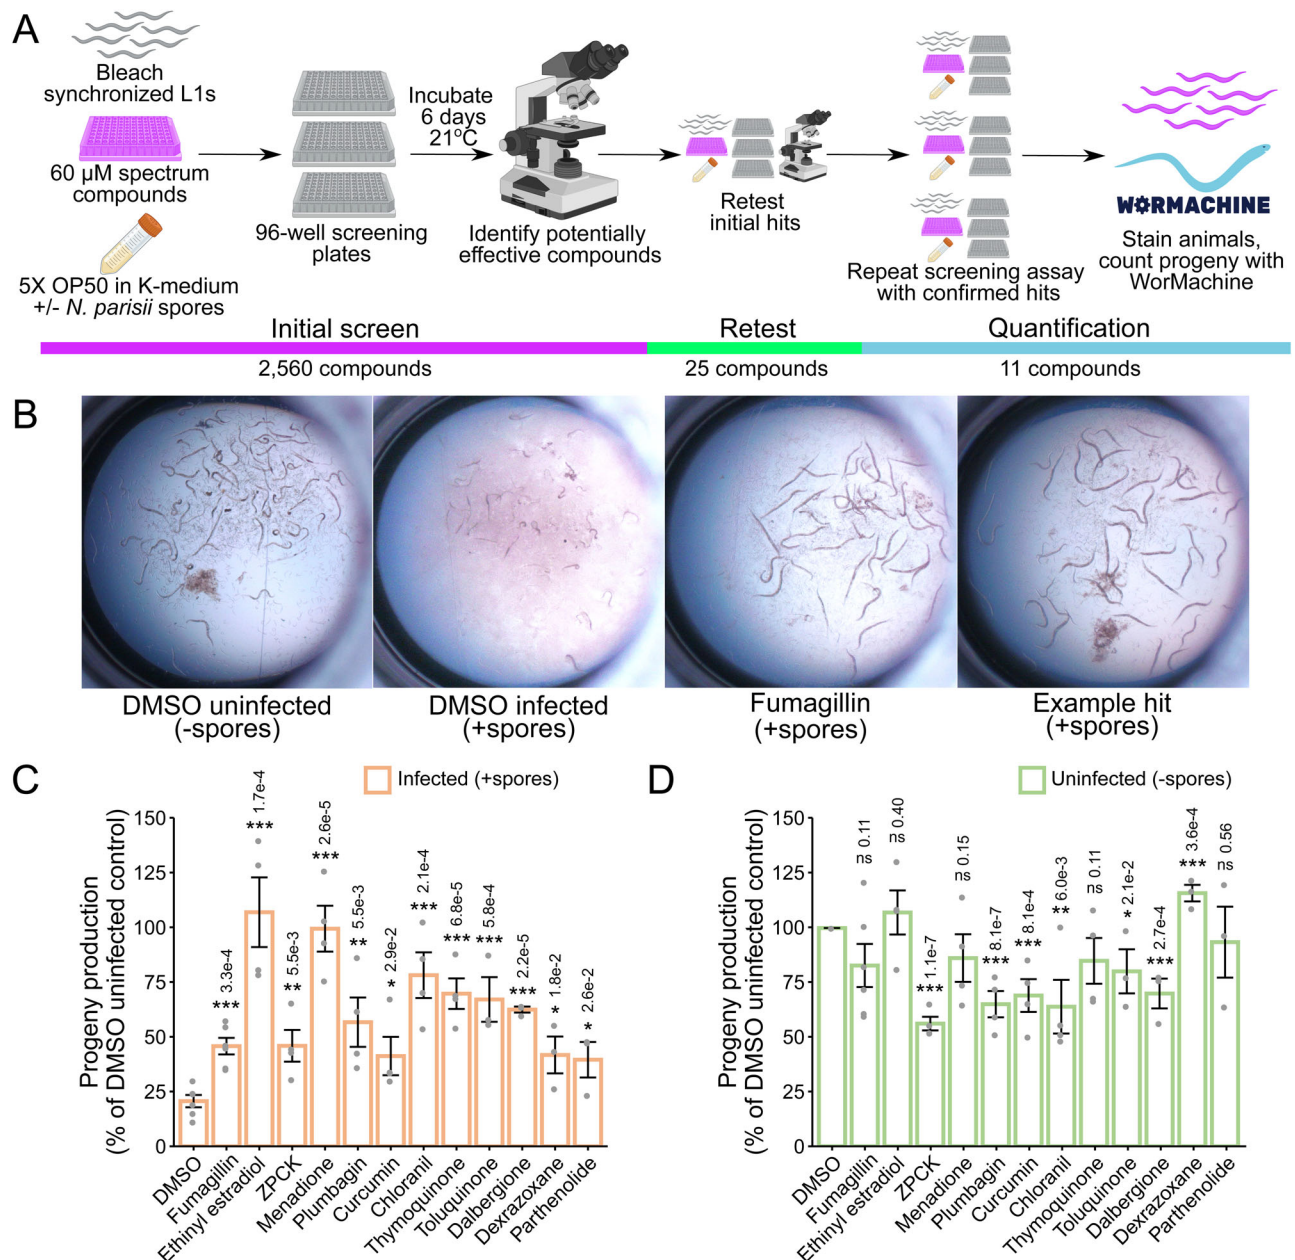 A
Bleach
synchronized L1s
60 µM spectrum
compounds
5X OP50 in K-medium
+/- N. parisii spores
96-well screening
plates
Incubate
6 days
21°C
Identify potentially
effective compounds
Retest
initial hits
Repeat screening assay
with confirmed hits
WORMACHINE
Stain animals,
count progeny with
WorMachine
Initial screen
Retest
Quantification
2,560 compounds
25 compounds
11 compounds
B
DMSO uninfected
(-spores)
DMSO infected
(+spores)
Fumagillin
(+spores)
Example hit
(+spores)
C
Infected (+spores)
Progeny production
(% of DMSO uninfected control)
150
125
100
75
50
25
0
*** 3.3e-4
*** 1.7e-4
** 5.5e-3
*** 2.6e-5
** 5.5e-3
* 2.9e-2
*** 2.1e-4
*** 6.8e-5
*** 5.8e-4
*** 2.2e-5
* 1.8e-2
* 2.6e-2
DMSO
Fumagillin
Ethinyl estradiol
ZPCK
Menadione
Plumbagin
Curcumin
Chloranil
Thymoquinone
Toluquinone
Dalbergione
Dexrazoxane
Parthenolide
D
Uninfected (-spores)
Progeny production
(% of DMSO uninfected control)
150
125
100
75
50
25
0
ns 0.11
ns 0.40
*** 1.1e-7
ns 0.15
*** 8.1e-7
*** 8.1e-4
** 6.0e-3
ns 0.11
* 2.1e-2
*** 2.7e-4
*** 3.6e-4
ns 0.56
DMSO
Fumagillin
Ethinyl estradiol
ZPCK
Menadione
Plumbagin
Curcumin
Chloranil
Thymoquinone
Toluquinone
Dalbergione
Dexrazoxane
Parthenolide